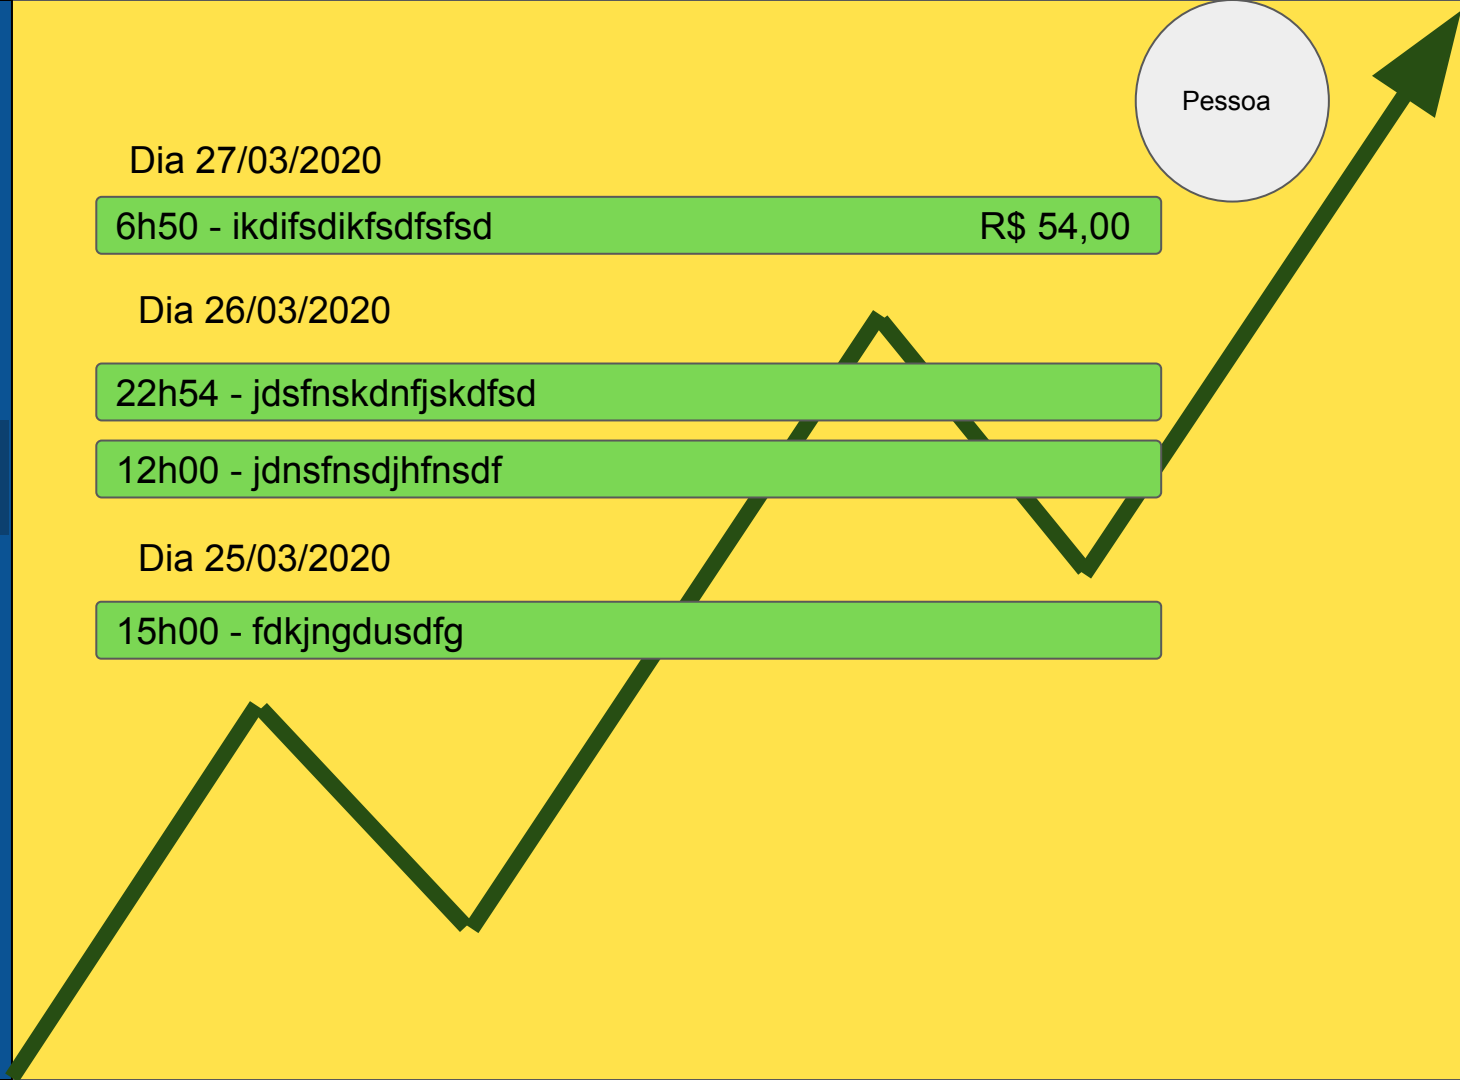 Pessoa
Dia 27/03/2020
6h50 - ikdifsdikfsdfsfsd R$ 54,00
Dia 26/03/2020
22h54 - jdsfnskdnfjskdfsd
12h00 - jdnsfnsdjhfnsdf
Dia 25/03/2020
15h00 - fdkjngdusdfg